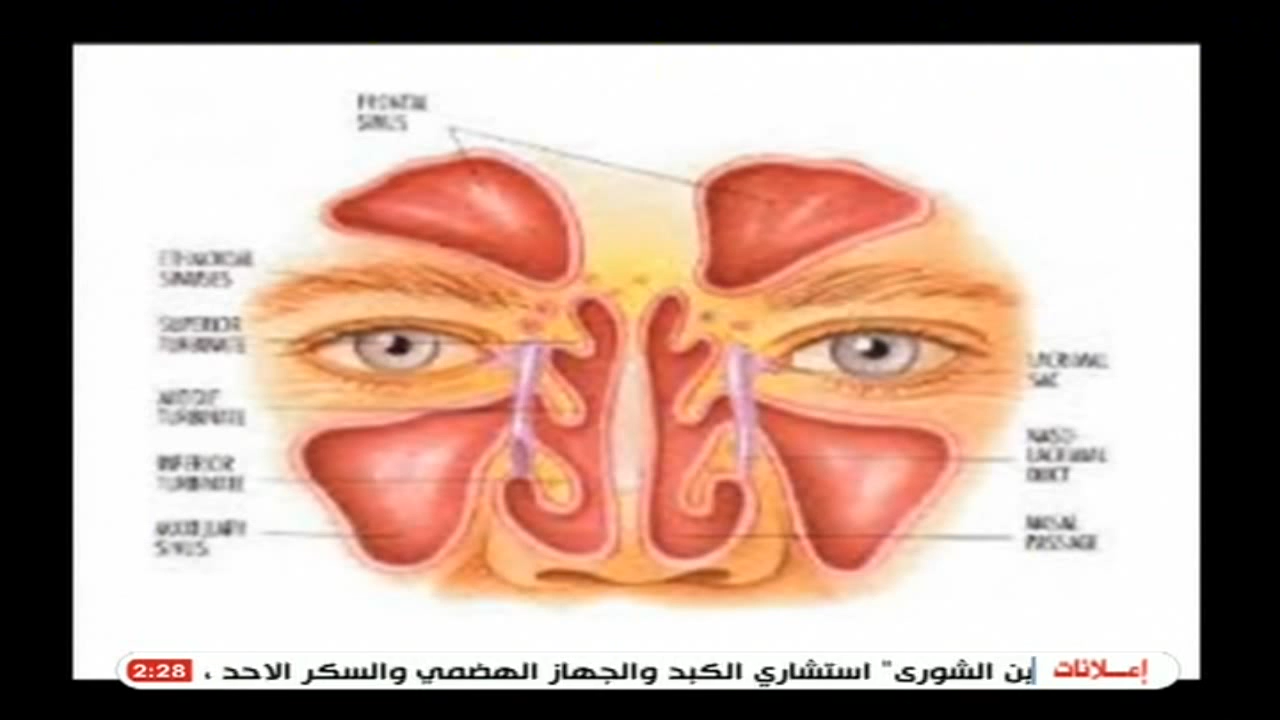 FRONTAL
SINUS
ETHMOIDAL
SINUSES
SUPERIOR
TURBINATE
MIDDLE
TURBINATE
INFERIOR
TURBINATE
MAXILLARY
SINUS
LACRIMAL
SAC
NASO-
LACRIMAL
DUCT
NASAL
PASSAGE
إعلانات ين الشورى" استشاري الكبد والجهاز الهضمي والسكر الاحد ، 2:28